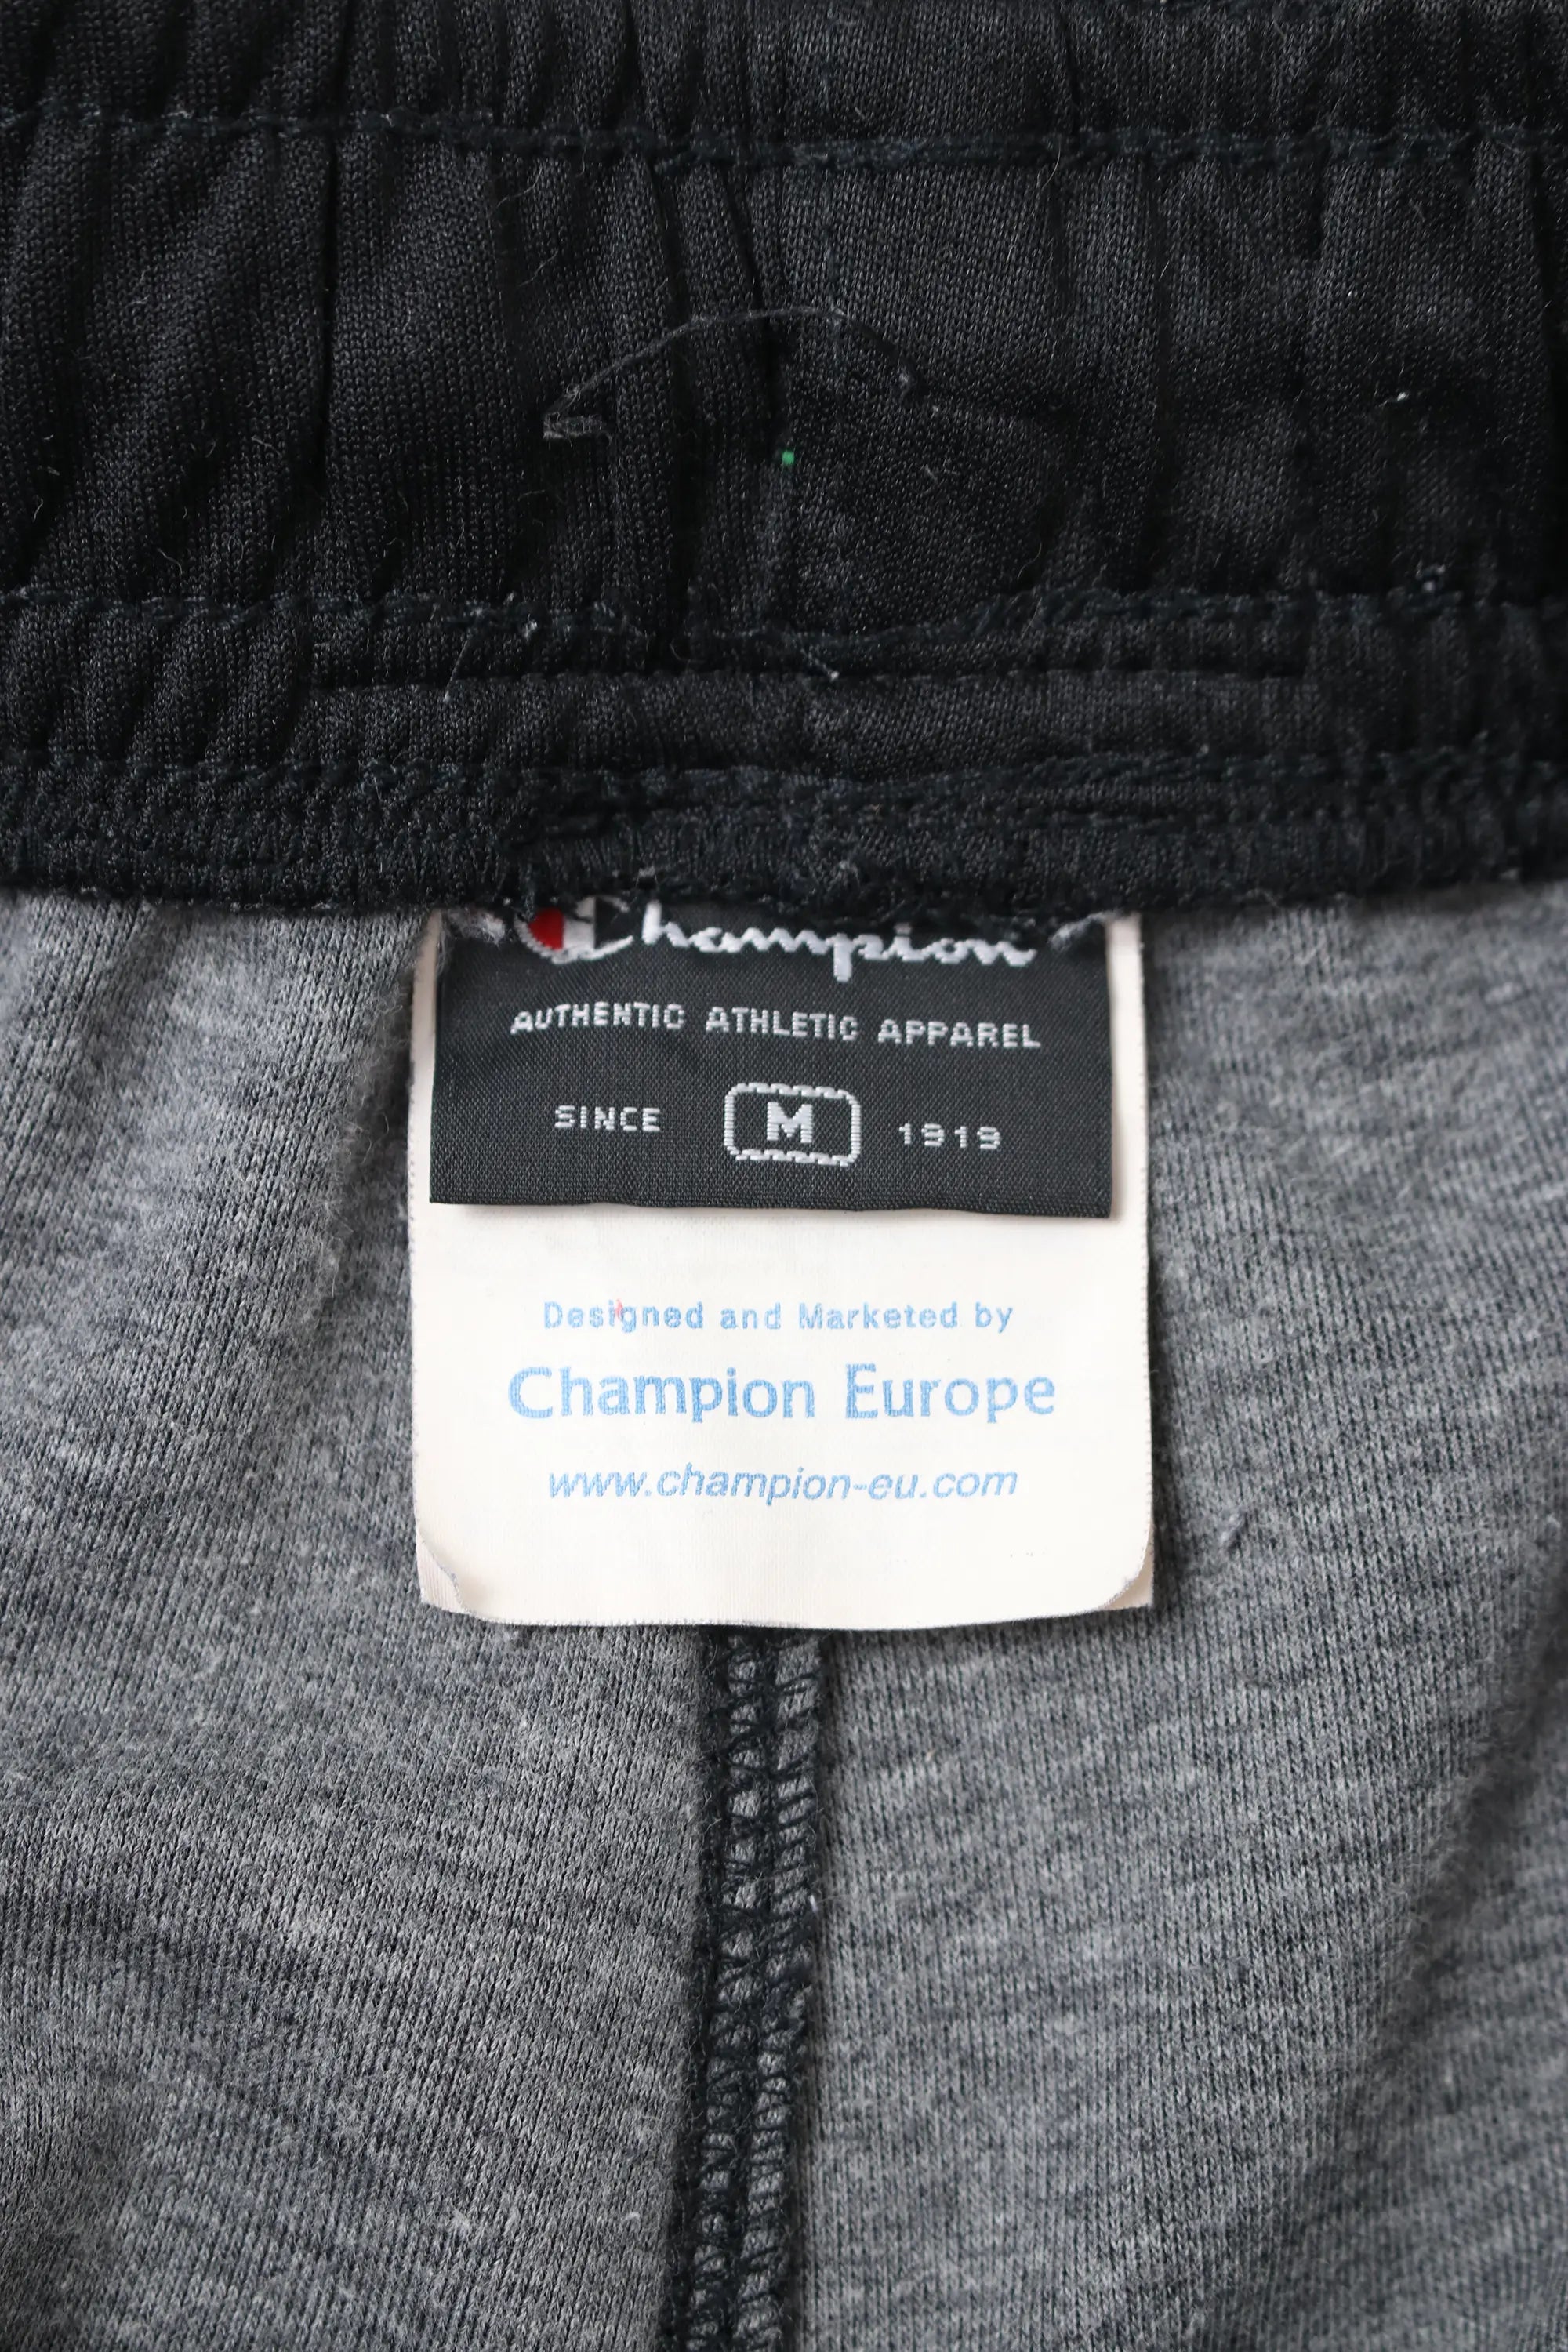 Champion
AUTHENTIC ATHLETIC APPAREL
SINCE M 1919
Designed and Marketed by
Champion Europe
www.champion-eu.com